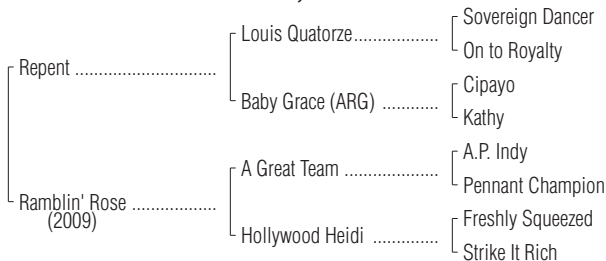 Sovereign Dancer
Louis Quatorze..................
On to Royalty
Repent .............................
Cipayo
Baby Grace (ARG) ............
Kathy
A.P. Indy
A Great Team ....................
Pennant Champion
Ramblin' Rose ..................
(2009)
Freshly Squeezed
Hollywood Heidi ..............
Strike It Rich